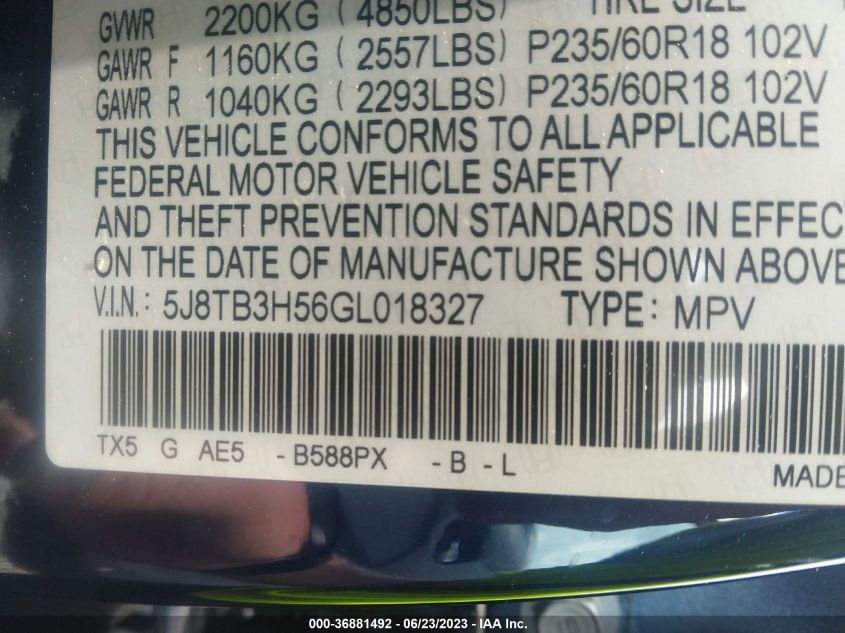 GVWR 2200KG ( 4850LBS) TIRE SIZE
GAWR F 1160KG ( 2557LBS) P235/60R18 102V
GAWR R 1040KG ( 2293LBS) P235/60R18 102V
THIS VEHICLE CONFORMS TO ALL APPLICABLE
FEDERAL MOTOR VEHICLE SAFETY
AND THEFT PREVENTION STANDARDS IN EFFEC
ON THE DATE OF MANUFACTURE SHOWN ABOVE
V.I.N.: 5J8TB3H56GL018327 TYPE: MPV
TX5 G AE5 - B588PX - B - L
MADE
000-36881492 - 06/23/2023 - IAA Inc.